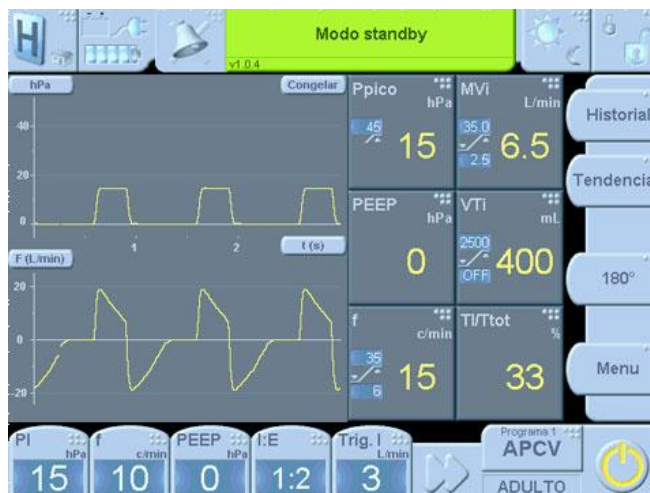 H
Modo standby
v1.0.4
hPa
Congelar
40
20
0
1
2
t (s)
F (L/min)
20
0
-20
Ppico
hPa
45
15
MVi
L/min
35.0
2.5
6.5
PEEP
hPa
0
VTi
mL
2500
OFF
400
f
c/min
35
6
15
TI/Ttot
%
33
Historial
Tendencia
180°
Menu
PI
hPa
15
f
c/min
10
PEEP
hPa
0
I:E
1:2
Trig. I
L/min
3
Programa.1
APCV
ADULTO